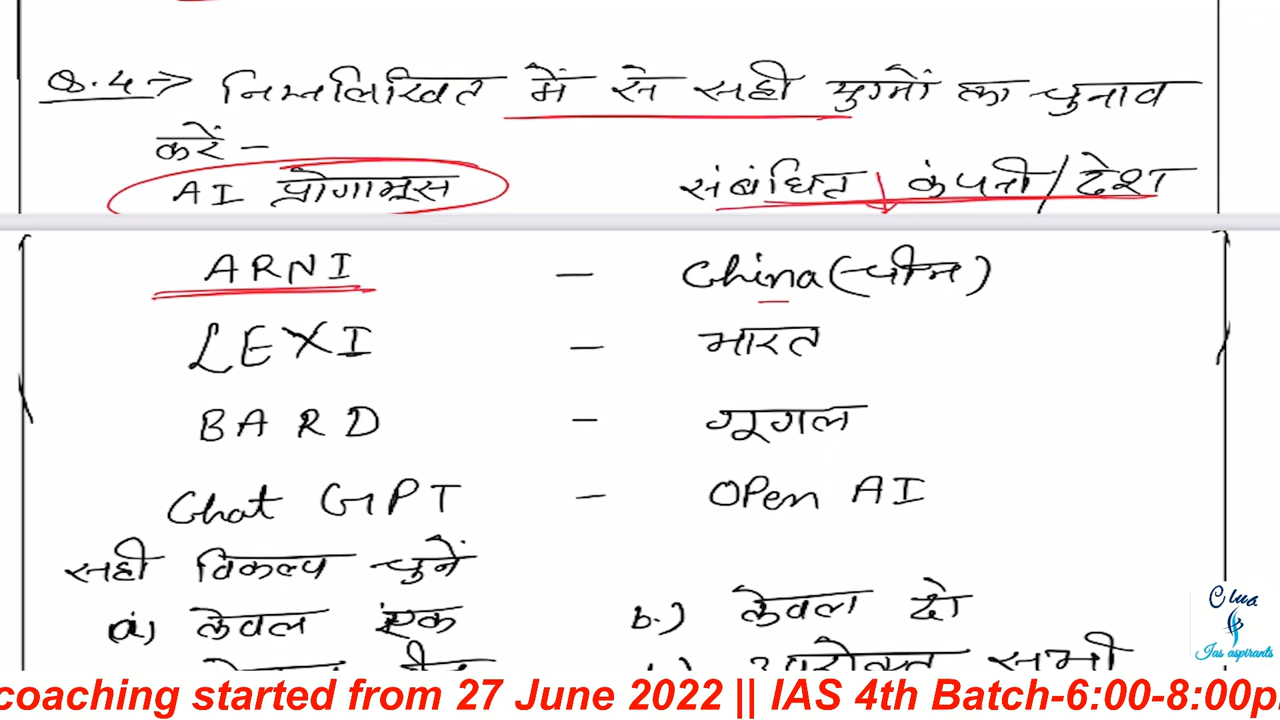 Q.4 → निम्नलिखित में से सही युग्मों का चुनाव
करें -
AI प्रोगाम्स संबंधित कंपनी/देश
ARNI - China (चीन)
LEXI - भारत
BARD - गूगल
Chat GPT - OPen AI
सही विकल्प चुनें
a.) केवल एक b.) केवल दो
उपरोक्त सभी
Clue
Ias aspirants
coaching started from 27 June 2022 || IAS 4th Batch-6:00-8:00p